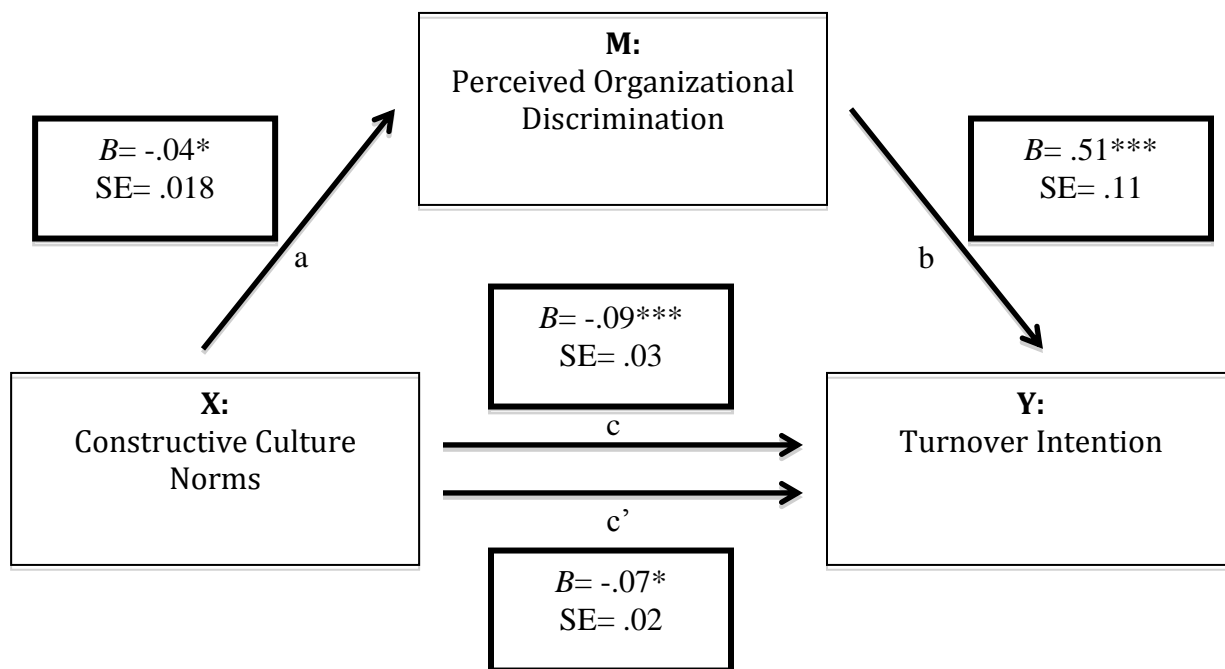 M:
Perceived Organizational
Discrimination
B= -.04*
SE= .018
B= .51***
SE= .11
a
b
B= -.09***
SE= .03
X:
Constructive Culture
Norms
c
c’
Y:
Turnover Intention
B= -.07*
SE= .02